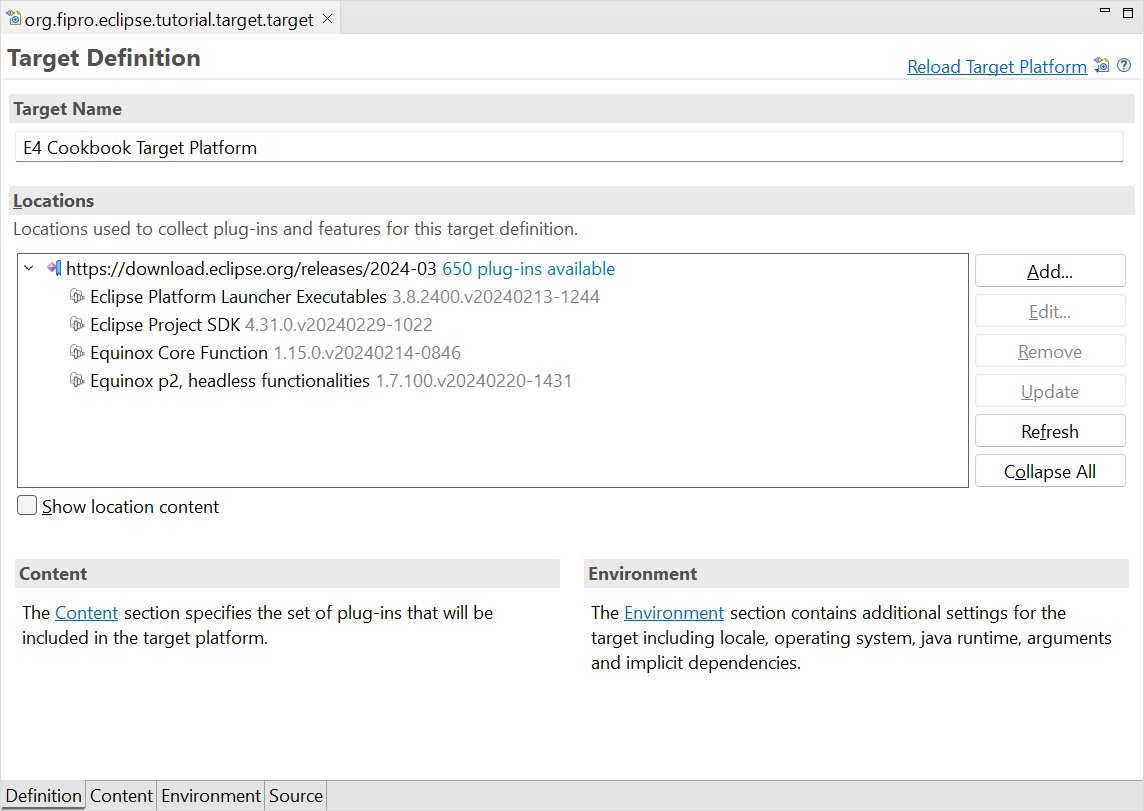 org.fipro.eclipse.tutorial.target.target
Target Definition
Reload Target Platform
Target Name
E4 Cookbook Target Platform
Locations
Locations used to collect plug-ins and features for this target definition.
https://download.eclipse.org/releases/2024-03 650 plug-ins available
Eclipse Platform Launcher Executables 3.8.2400.v20240213-1244
Eclipse Project SDK 4.31.0.v20240229-1022
Equinox Core Function 1.15.0.v20240214-0846
Equinox p2, headless functionalities 1.7.100.v20240220-1431
Add...
Edit...
Remove
Update
Refresh
Collapse All
Show location content
Content
The Content section specifies the set of plug-ins that will be
included in the target platform.
Environment
The Environment section contains additional settings for the
target including locale, operating system, java runtime, arguments
and implicit dependencies.
Definition Content Environment Source